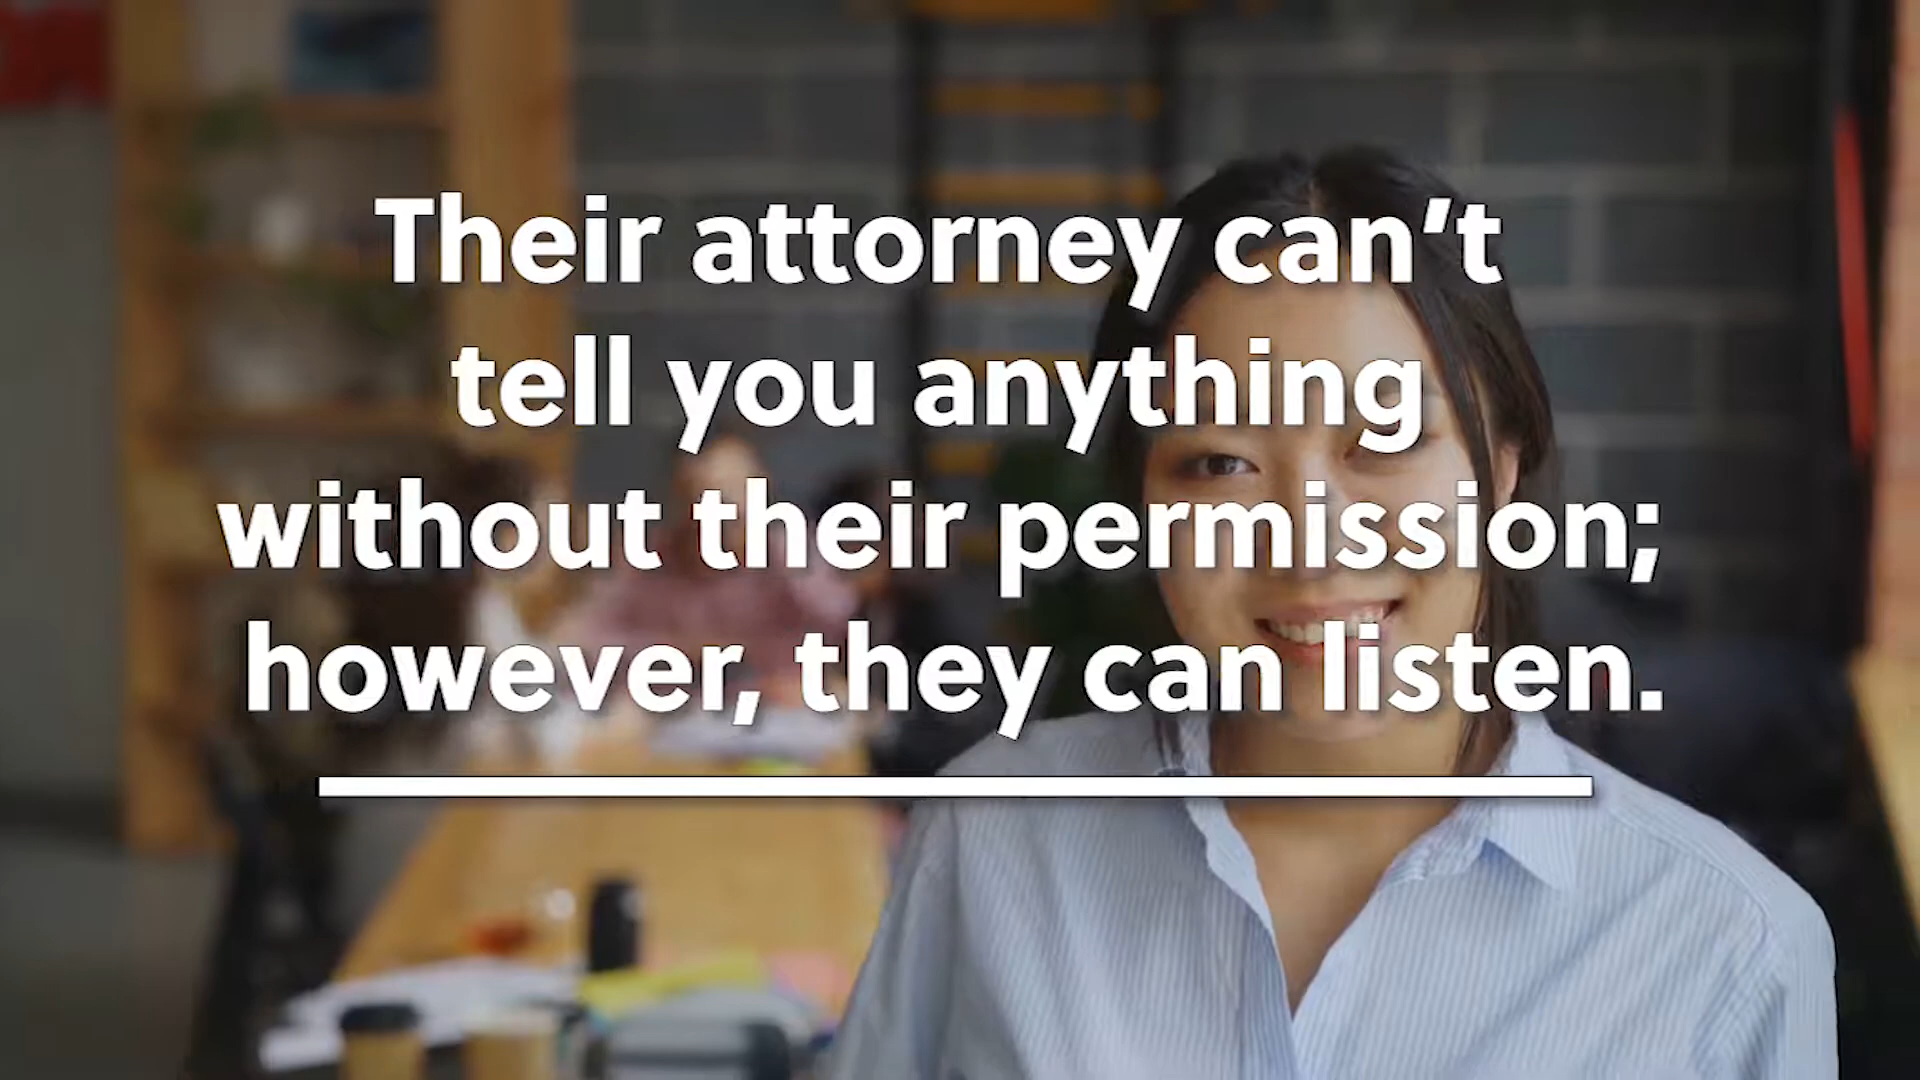 Their attorney can’t
tell you anything
without their permission;
however, they can listen.